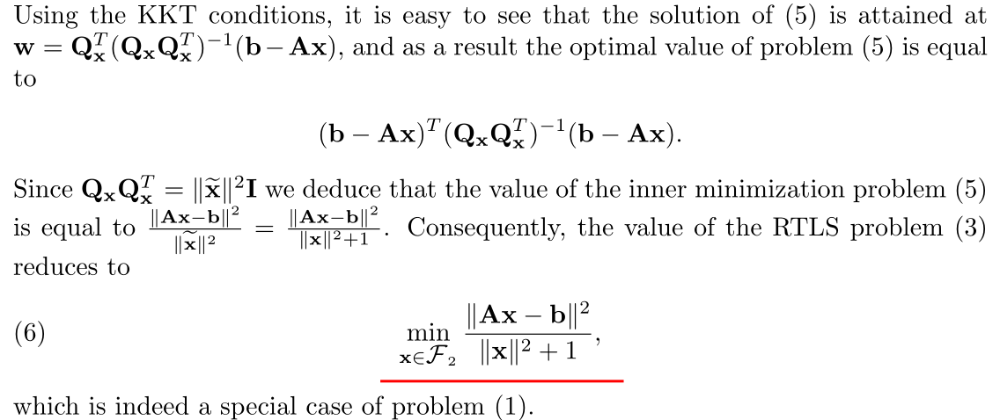 Using the KKT conditions, it is easy to see that the solution of (5) is attained at
$\mathbf{w} = \mathbf{Q}_{\mathbf{x}}^T(\mathbf{Q}_{\mathbf{x}}\mathbf{Q}_{\mathbf{x}}^T)^{-1}(\mathbf{b} - \mathbf{A}\mathbf{x})$, and as a result the optimal value of problem (5) is equal
to
$(\mathbf{b} - \mathbf{A}\mathbf{x})^T(\mathbf{Q}_{\mathbf{x}}\mathbf{Q}_{\mathbf{x}}^T)^{-1}(\mathbf{b} - \mathbf{A}\mathbf{x}).$
Since $\mathbf{Q}_{\mathbf{x}}\mathbf{Q}_{\mathbf{x}}^T = \|\widetilde{\mathbf{x}}\|^2\mathbf{I}$ we deduce that the value of the inner minimization problem (5)
is equal to $\frac{\|\mathbf{A}\mathbf{x}-\mathbf{b}\|^2}{\|\widetilde{\mathbf{x}}\|^2} = \frac{\|\mathbf{A}\mathbf{x}-\mathbf{b}\|^2}{\|\mathbf{x}\|^2+1}$. Consequently, the value of the RTLS problem (3)
reduces to
(6) $\min_{\mathbf{x}\in\mathcal{F}_2} \frac{\|\mathbf{A}\mathbf{x} - \mathbf{b}\|^2}{\|\mathbf{x}\|^2 + 1},$
which is indeed a special case of problem (1).